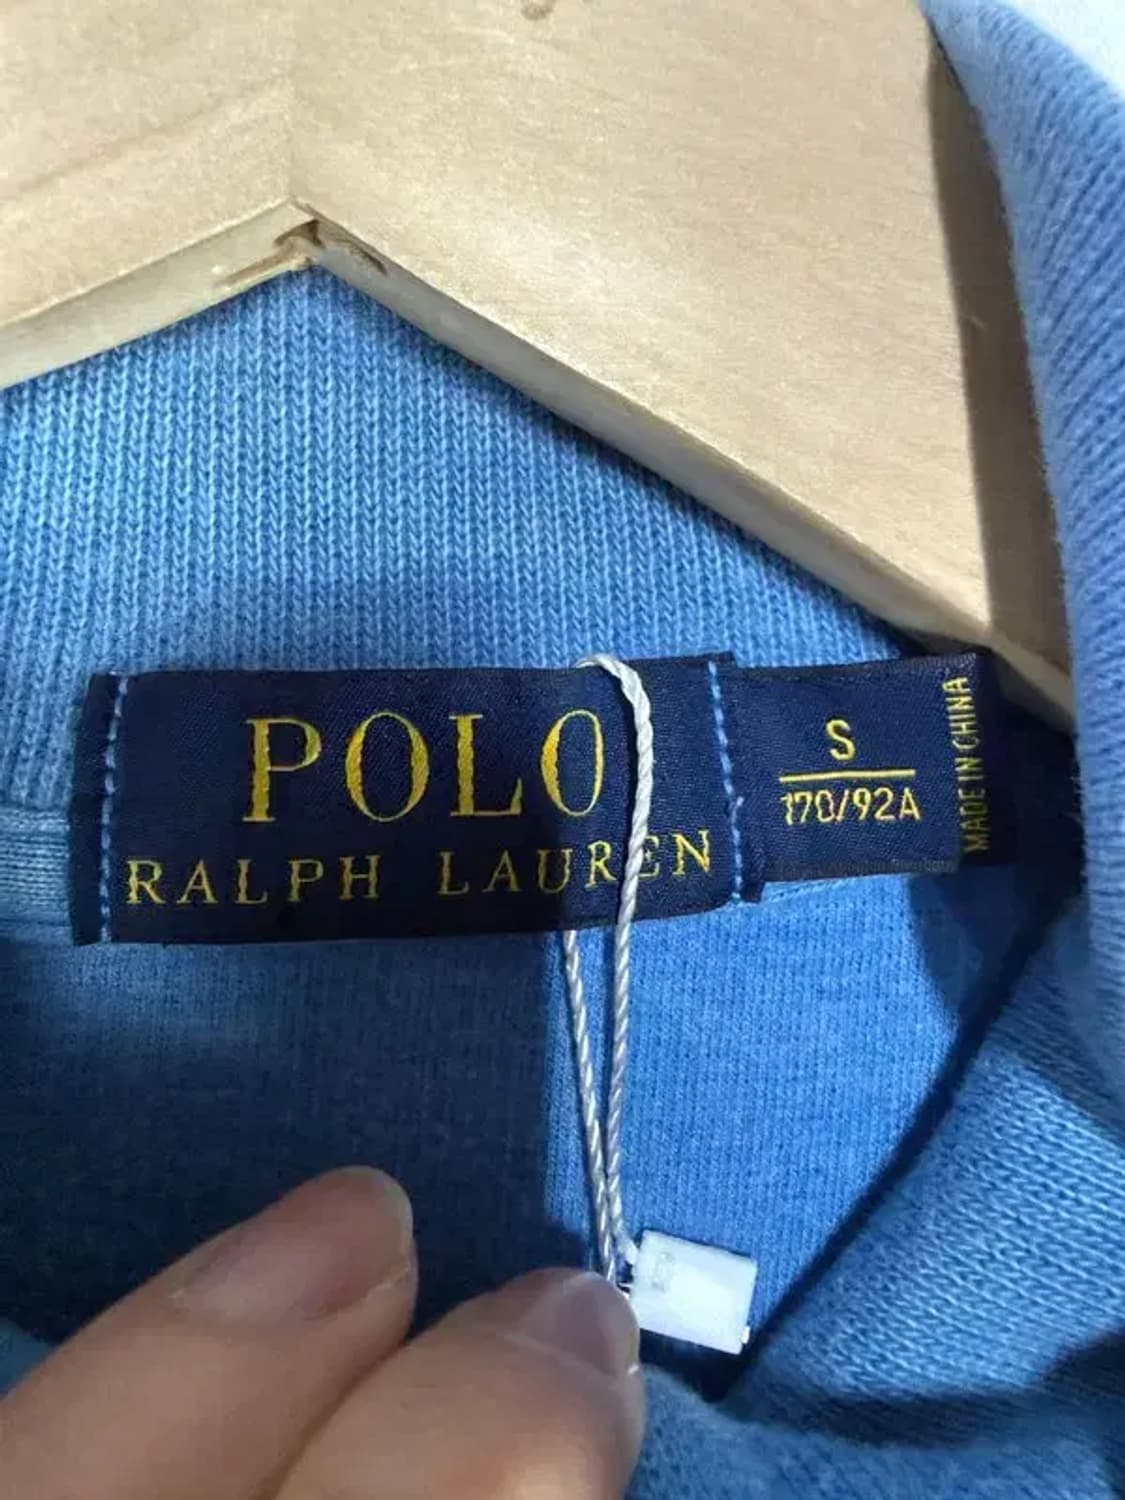 POLO
RALPH LAUREN
S
170/92A
MADE IN CHINA